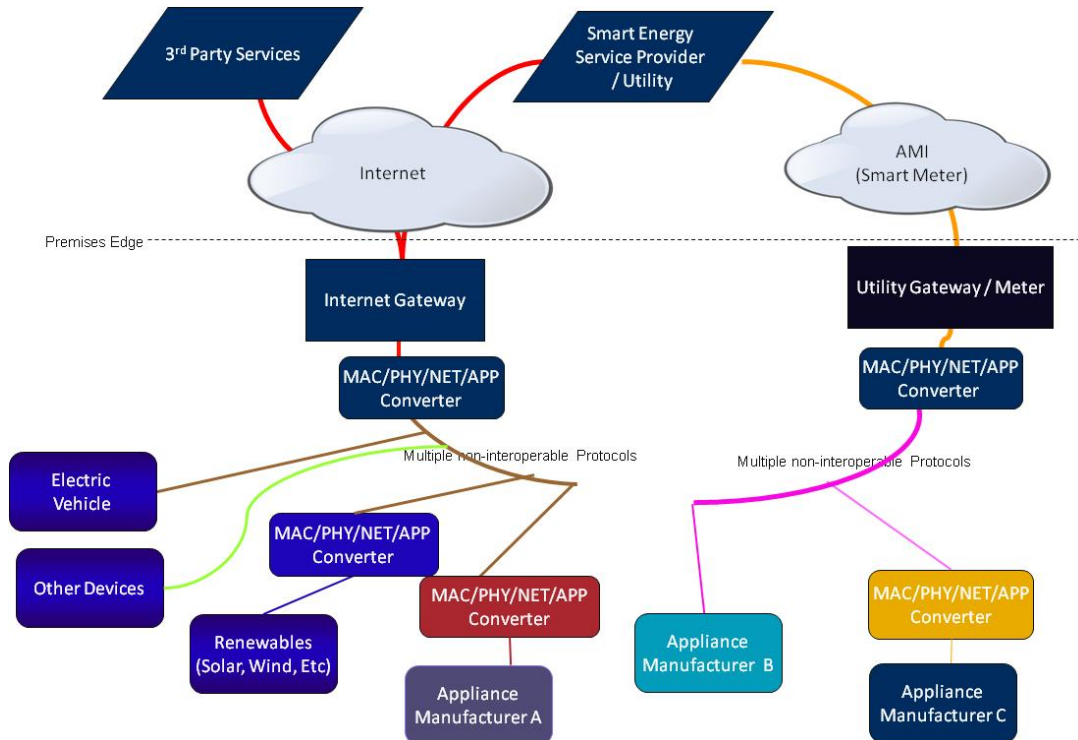 3rd Party Services
Smart Energy
Service Provider
/ Utility
Internet
AMI
(Smart Meter)
Premises Edge
Internet Gateway
Utility Gateway / Meter
MAC/PHY/NET/APP
Converter
MAC/PHY/NET/APP
Converter
Multiple non-interoperable Protocols
Multiple non-interoperable Protocols
Electric
Vehicle
Other Devices
MAC/PHY/NET/APP
Converter
MAC/PHY/NET/APP
Converter
MAC/PHY/NET/APP
Converter
Renewables
(Solar, Wind, Etc)
Appliance
Manufacturer A
Appliance
Manufacturer B
Appliance
Manufacturer C